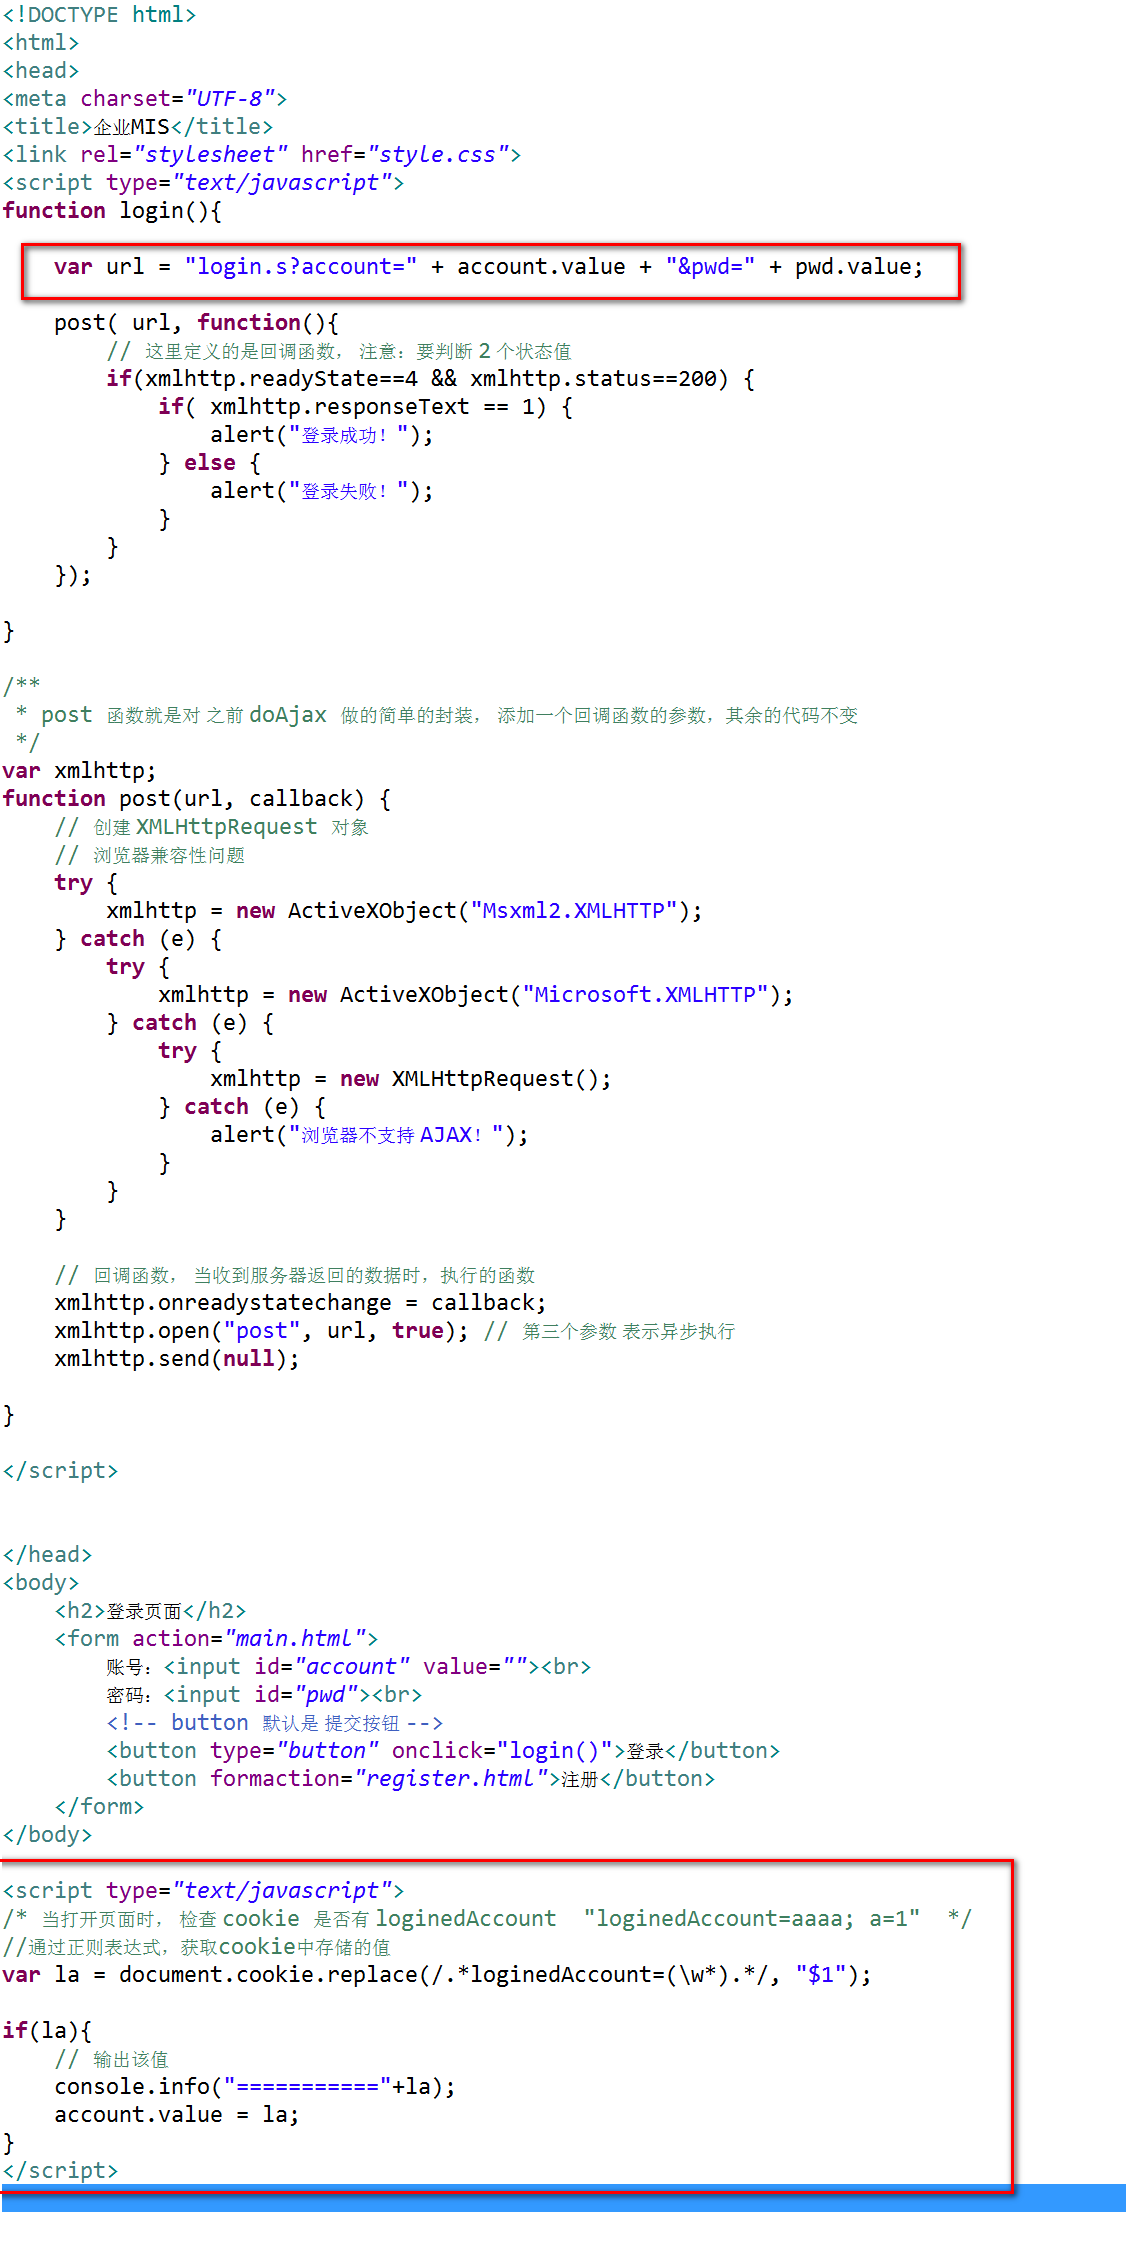 <!DOCTYPE html>
<html>
<head>
<meta charset="UTF-8">
<title>企业MIS</title>
<link rel="stylesheet" href="style.css">
<script type="text/javascript">
function login(){
    var url = "login.s?account=" + account.value + "&pwd=" + pwd.value;
    post( url, function(){
        // 这里定义的是回调函数， 注意：要判断 2 个状态值
        if(xmlhttp.readyState==4 && xmlhttp.status==200) {
            if( xmlhttp.responseText == 1) {
                alert("登录成功！");
            } else {
                alert("登录失败！");
            }
        }
    });
}
/**
 * post 函数就是对 之前 doAjax 做的简单的封装， 添加一个回调函数的参数，其余的代码不变
 */
var xmlhttp;
function post(url, callback) {
    // 创建 XMLHttpRequest 对象
    // 浏览器兼容性问题
    try {
        xmlhttp = new ActiveXObject("Msxml2.XMLHTTP");
    } catch (e) {
        try {
            xmlhttp = new ActiveXObject("Microsoft.XMLHTTP");
        } catch (e) {
            try {
                xmlhttp = new XMLHttpRequest();
            } catch (e) {
                alert("浏览器不支持 AJAX！");
            }
        }
    }
    // 回调函数， 当收到服务器返回的数据时，执行的函数
    xmlhttp.onreadystatechange = callback;
    xmlhttp.open("post", url, true); // 第三个参数 表示异步执行
    xmlhttp.send(null);
}
</script>
</head>
<body>
    <h2>登录页面</h2>
    <form action="main.html">
        账号：<input id="account" value=""><br>
        密码：<input id="pwd"><br>
        <!-- button 默认是 提交按钮 -->
        <button type="button" onclick="login()">登录</button>
        <button formaction="register.html">注册</button>
    </form>
</body>
<script type="text/javascript">
/* 当打开页面时， 检查 cookie 是否有 loginedAccount  "loginedAccount=aaaa; a=1"  */
//通过正则表达式，获取cookie中存储的值
var la = document.cookie.replace(/.*loginedAccount=(\w*).*/, "$1");
if(la){
    // 输出该值
    console.info("==========="+la);
    account.value = la;
}
</script>